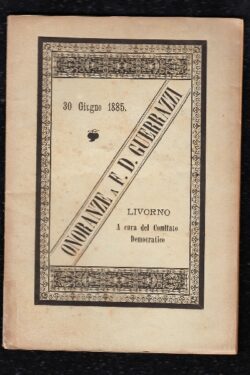 30 Giugno 1885.
ONORANZE A F. D. GUERRAZZI
LIVORNO
A cura del Comitato
Democratico